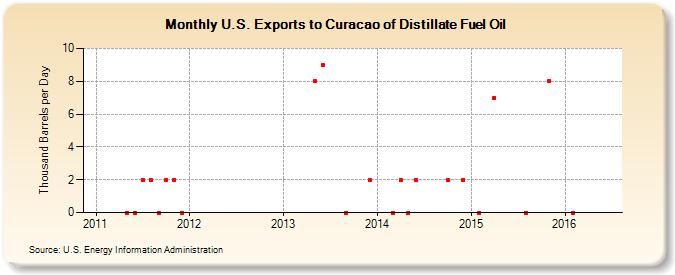 Monthly U.S. Exports to Curacao of Distillate Fuel Oil
Thousand Barrels per Day
10
8
6
4
2
0
2011 2012 2013 2014 2015 2016
Source: U.S. Energy Information Administration